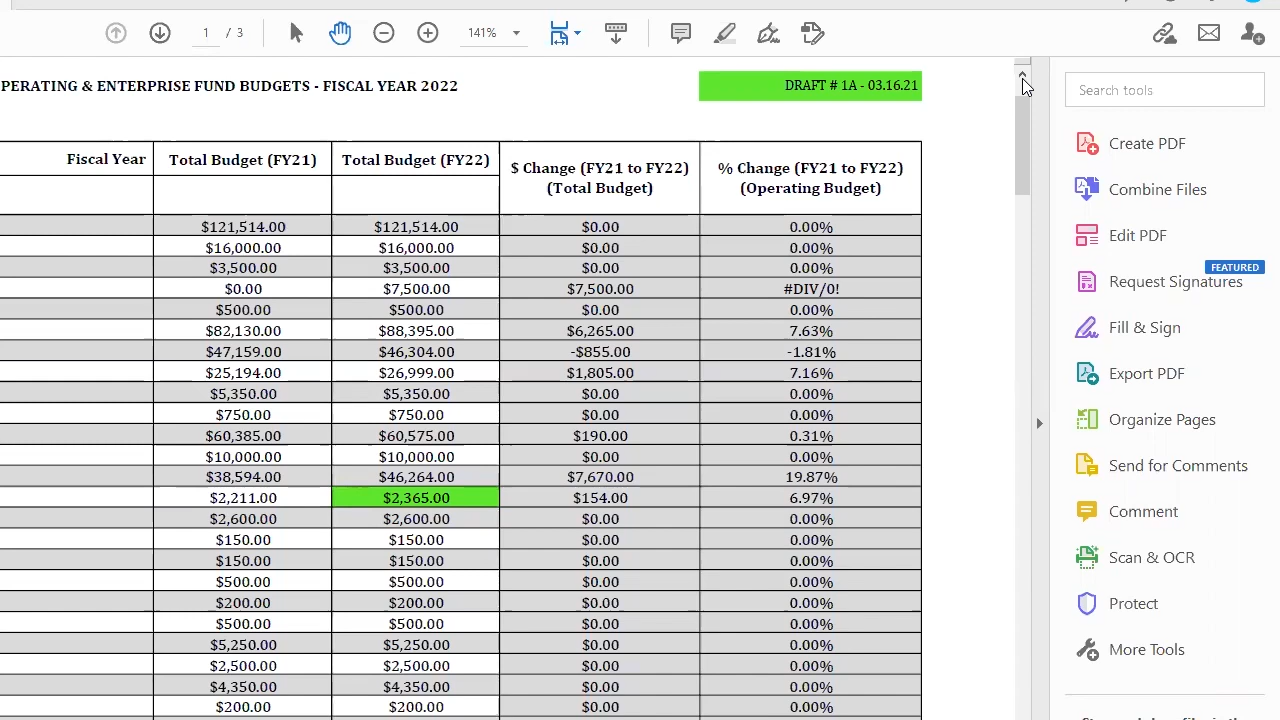 1 / 3
141%
PERATING & ENTERPRISE FUND BUDGETS - FISCAL YEAR 2022
DRAFT # 1A - 03.16.21
Fiscal Year Total Budget (FY21) Total Budget (FY22) $ Change (FY21 to FY22) % Change (FY21 to FY22)
(Total Budget) (Operating Budget)
$121,514.00 $121,514.00 $0.00 0.00%
$16,000.00 $16,000.00 $0.00 0.00%
$3,500.00 $3,500.00 $0.00 0.00%
$0.00 $7,500.00 $7,500.00 #DIV/0!
$500.00 $500.00 $0.00 0.00%
$82,130.00 $88,395.00 $6,265.00 7.63%
$47,159.00 $46,304.00 -$855.00 -1.81%
$25,194.00 $26,999.00 $1,805.00 7.16%
$5,350.00 $5,350.00 $0.00 0.00%
$750.00 $750.00 $0.00 0.00%
$60,385.00 $60,575.00 $190.00 0.31%
$10,000.00 $10,000.00 $0.00 0.00%
$38,594.00 $46,264.00 $7,670.00 19.87%
$2,211.00 $2,365.00 $154.00 6.97%
$2,600.00 $2,600.00 $0.00 0.00%
$150.00 $150.00 $0.00 0.00%
$150.00 $150.00 $0.00 0.00%
$500.00 $500.00 $0.00 0.00%
$200.00 $200.00 $0.00 0.00%
$500.00 $500.00 $0.00 0.00%
$5,250.00 $5,250.00 $0.00 0.00%
$2,500.00 $2,500.00 $0.00 0.00%
$4,350.00 $4,350.00 $0.00 0.00%
$200.00 $200.00 $0.00 0.00%
Search tools
Create PDF
Combine Files
Edit PDF
FEATURED
Request Signatures
Fill & Sign
Export PDF
Organize Pages
Send for Comments
Comment
Scan & OCR
Protect
More Tools